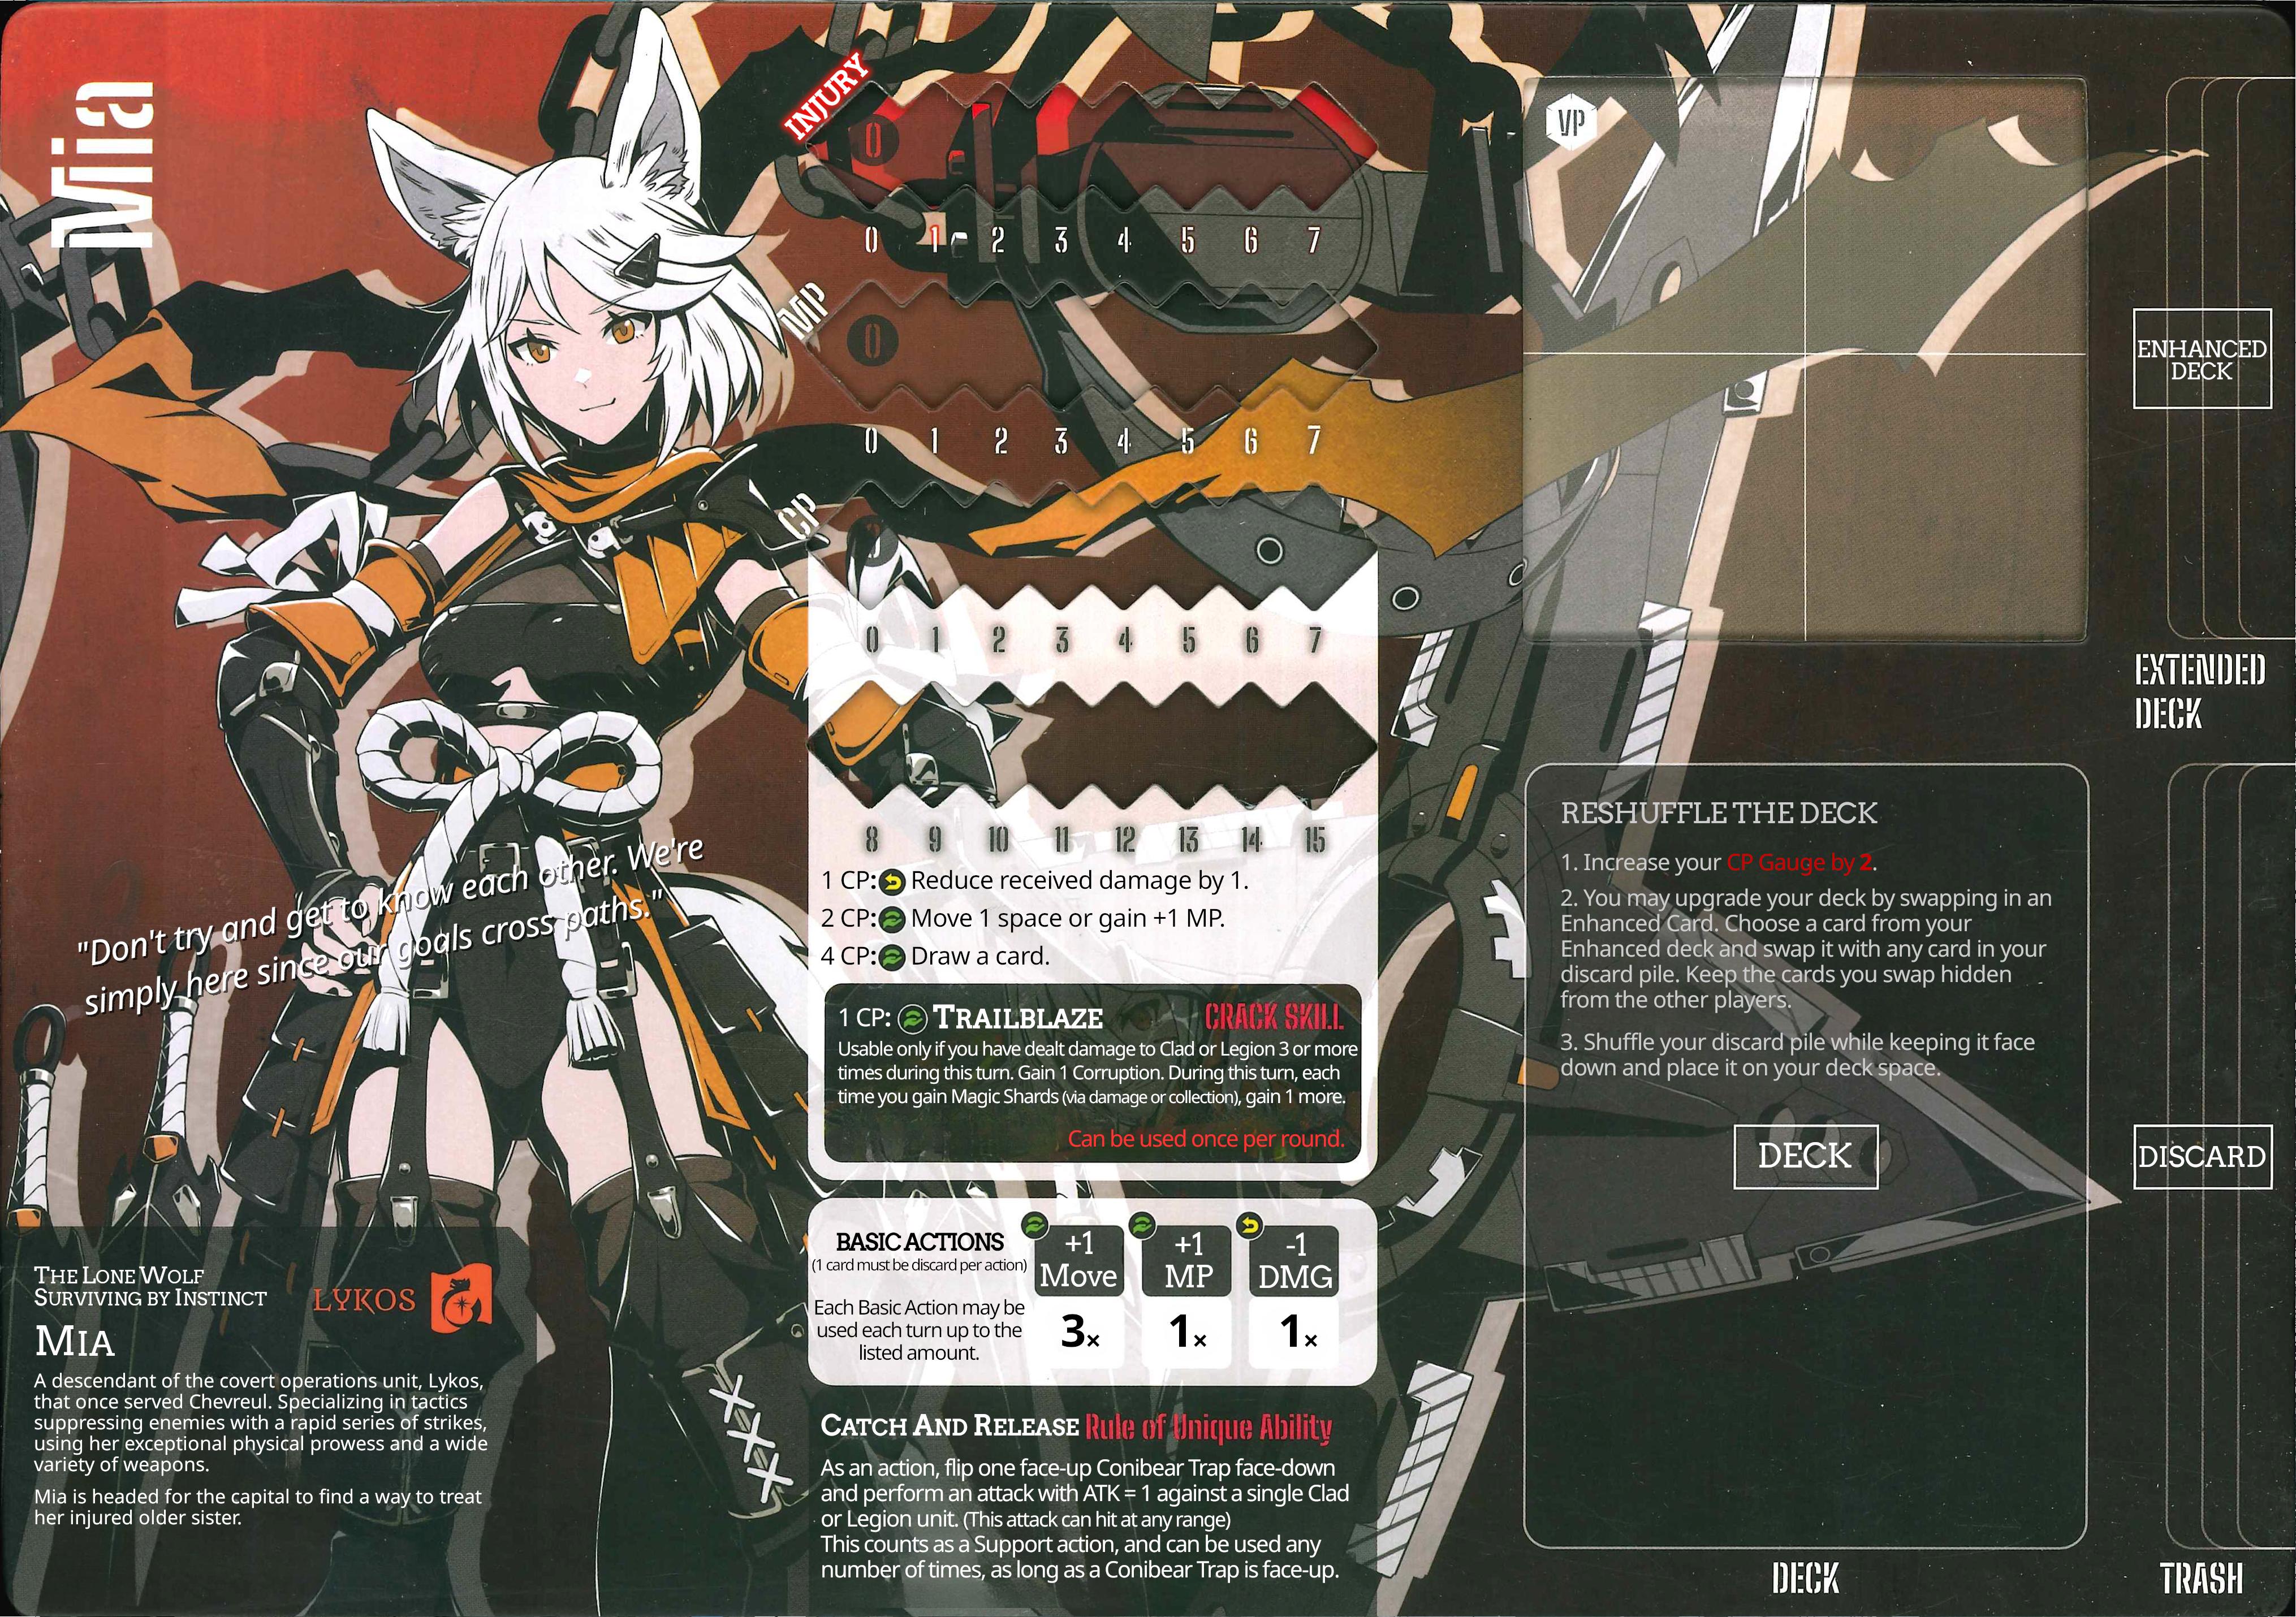 Mia
INJURY
0
0 1 2 3 4 5 6 7
MP
0
0 1 2 3 4 5 6 7
CP
0
0 1 2 3 4 5 6 7
8 9 10 11 12 13 14 15
1 CP: Reduce received damage by 1.
2 CP: Move 1 space or gain +1 MP.
4 CP: Draw a card.
1 CP: TRAILBLAZE CRACK SKILL
Usable only if you have dealt damage to Clad or Legion 3 or more
times during this turn. Gain 1 Corruption. During this turn, each
time you gain Magic Shards (via damage or collection), gain 1 more.
Can be used once per round.
BASIC ACTIONS
(1 card must be discard per action)
Each Basic Action may be
used each turn up to the
listed amount.
+1
Move
3×
+1
MP
1×
-1
DMG
1×
CATCH AND RELEASE Rule of Unique Ability
As an action, flip one face-up Conibear Trap face-down
and perform an attack with ATK = 1 against a single Clad
or Legion unit. (This attack can hit at any range)
This counts as a Support action, and can be used any
number of times, as long as a Conibear Trap is face-up.
"Don't try and get to know each other. We're
simply here since our goals cross paths."
THE LONE WOLF
SURVIVING BY INSTINCT
LYKOS
MIA
A descendant of the covert operations unit, Lykos,
that once served Chevreul. Specializing in tactics
suppressing enemies with a rapid series of strikes,
using her exceptional physical prowess and a wide
variety of weapons.
Mia is headed for the capital to find a way to treat
her injured older sister.
VP
ENHANCED
DECK
EXTENDED
DECK
RESHUFFLE THE DECK
1. Increase your CP Gauge by 2.
2. You may upgrade your deck by swapping in an
Enhanced Card. Choose a card from your
Enhanced deck and swap it with any card in your
discard pile. Keep the cards you swap hidden
from the other players.
3. Shuffle your discard pile while keeping it face
down and place it on your deck space.
DECK
DISCARD
DECK
TRASH